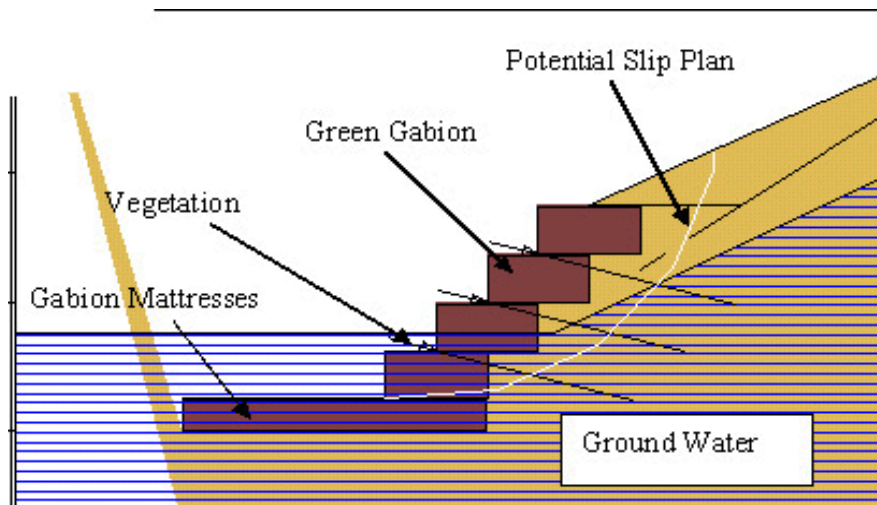 Potential Slip Plan
Green Gabion
Vegetation
Gabion Mattresses
Ground Water